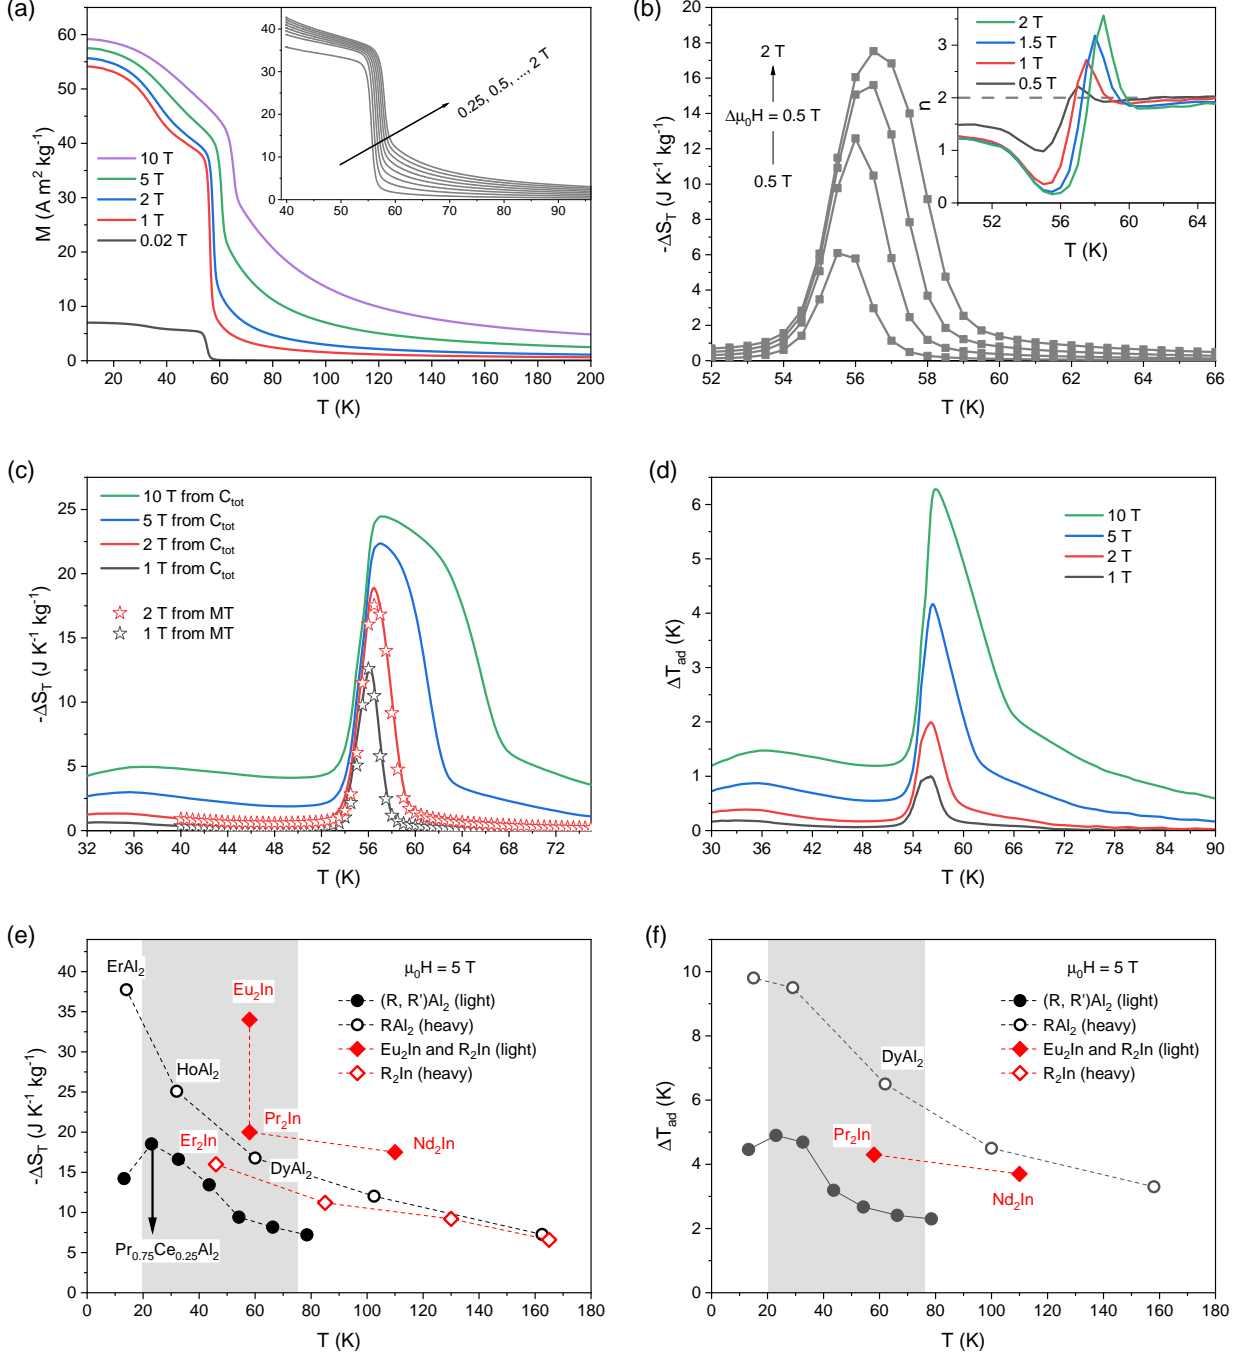 (a)
M (A m² kg⁻¹)
60
50
40
30
20
10
0
10 T
5 T
2 T
1 T
0.02 T
20 40 60 80 100 120 140 160 180 200
T (K)
40
30
20
10
0
40 50 60 70 80 90
0.25, 0.5, ..., 2 T
(b)
-ΔS_T (J K⁻¹ kg⁻¹)
20
18
16
14
12
10
8
6
4
2
0
2 T
Δμ₀H = 0.5 T
0.5 T
52 54 56 58 60 62 64 66
T (K)
n
3
2
1
0
2 T
1.5 T
1 T
0.5 T
52 56 60 64
T (K)
(c)
-ΔS_T (J K⁻¹ kg⁻¹)
25
20
15
10
5
0
10 T from C_tot
5 T from C_tot
2 T from C_tot
1 T from C_tot
2 T from MT
1 T from MT
32 36 40 44 48 52 56 60 64 68 72
T (K)
(d)
ΔT_ad (K)
6
5
4
3
2
1
0
10 T
5 T
2 T
1 T
30 36 42 48 54 60 66 72 78 84 90
T (K)
(e)
-ΔS_T (J K⁻¹ kg⁻¹)
40
35
30
25
20
15
10
5
0
μ₀H = 5 T
(R, R')Al₂ (light)
RAl₂ (heavy)
Eu₂In and R₂In (light)
R₂In (heavy)
ErAl₂
Eu₂In
HoAl₂
Pr₂In
Er₂In
Nd₂In
DyAl₂
Pr₀.₇₅Ce₀.₂₅Al₂
0 20 40 60 80 100 120 140 160 180
T (K)
(f)
ΔT_ad (K)
10
8
6
4
2
0
μ₀H = 5 T
(R, R')Al₂ (light)
RAl₂ (heavy)
Eu₂In and R₂In (light)
R₂In (heavy)
DyAl₂
Pr₂In
Nd₂In
0 20 40 60 80 100 120 140 160 180
T (K)